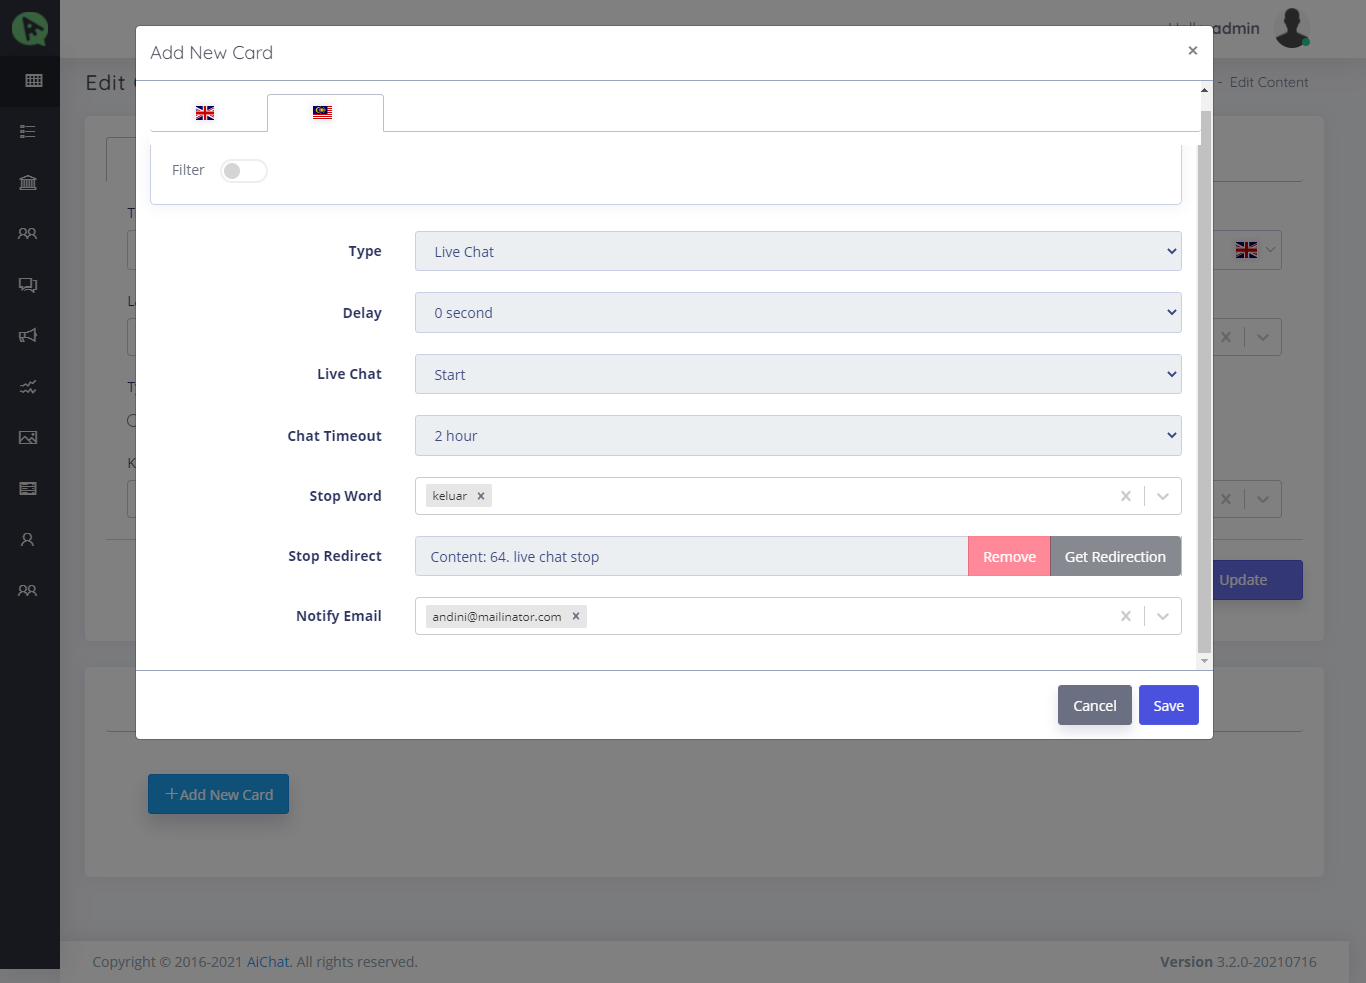 admin
Add New Card
×
Edit
- Edit Content
Filter
Type
Live Chat
Delay
0 second
Live Chat
Start
Chat Timeout
2 hour
Stop Word
keluar ×
Stop Redirect
Content: 64. live chat stop
Remove
Get Redirection
Notify Email
andini@mailinator.com ×
Update
Cancel
Save
+Add New Card
Copyright © 2016-2021 AiChat. All rights reserved.
Version 3.2.0-20210716